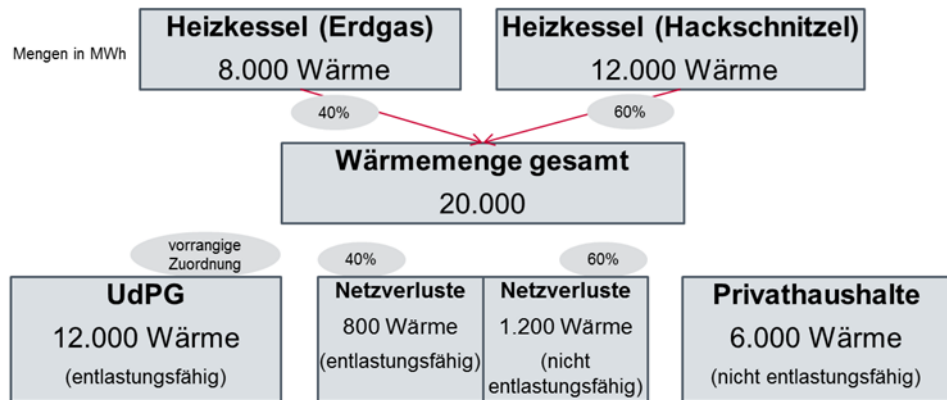 Mengen in MWh
Heizkessel (Erdgas)
8.000 Wärme
Heizkessel (Hackschnitzel)
12.000 Wärme
40%
60%
Wärmemenge gesamt
20.000
vorrangige
Zuordnung
40%
60%
UdPG
12.000 Wärme
(entlastungsfähig)
Netzverluste
800 Wärme
(entlastungsfähig)
Netzverluste
1.200 Wärme
(nicht
entlastungsfähig)
Privathaushalte
6.000 Wärme
(nicht entlastungsfähig)